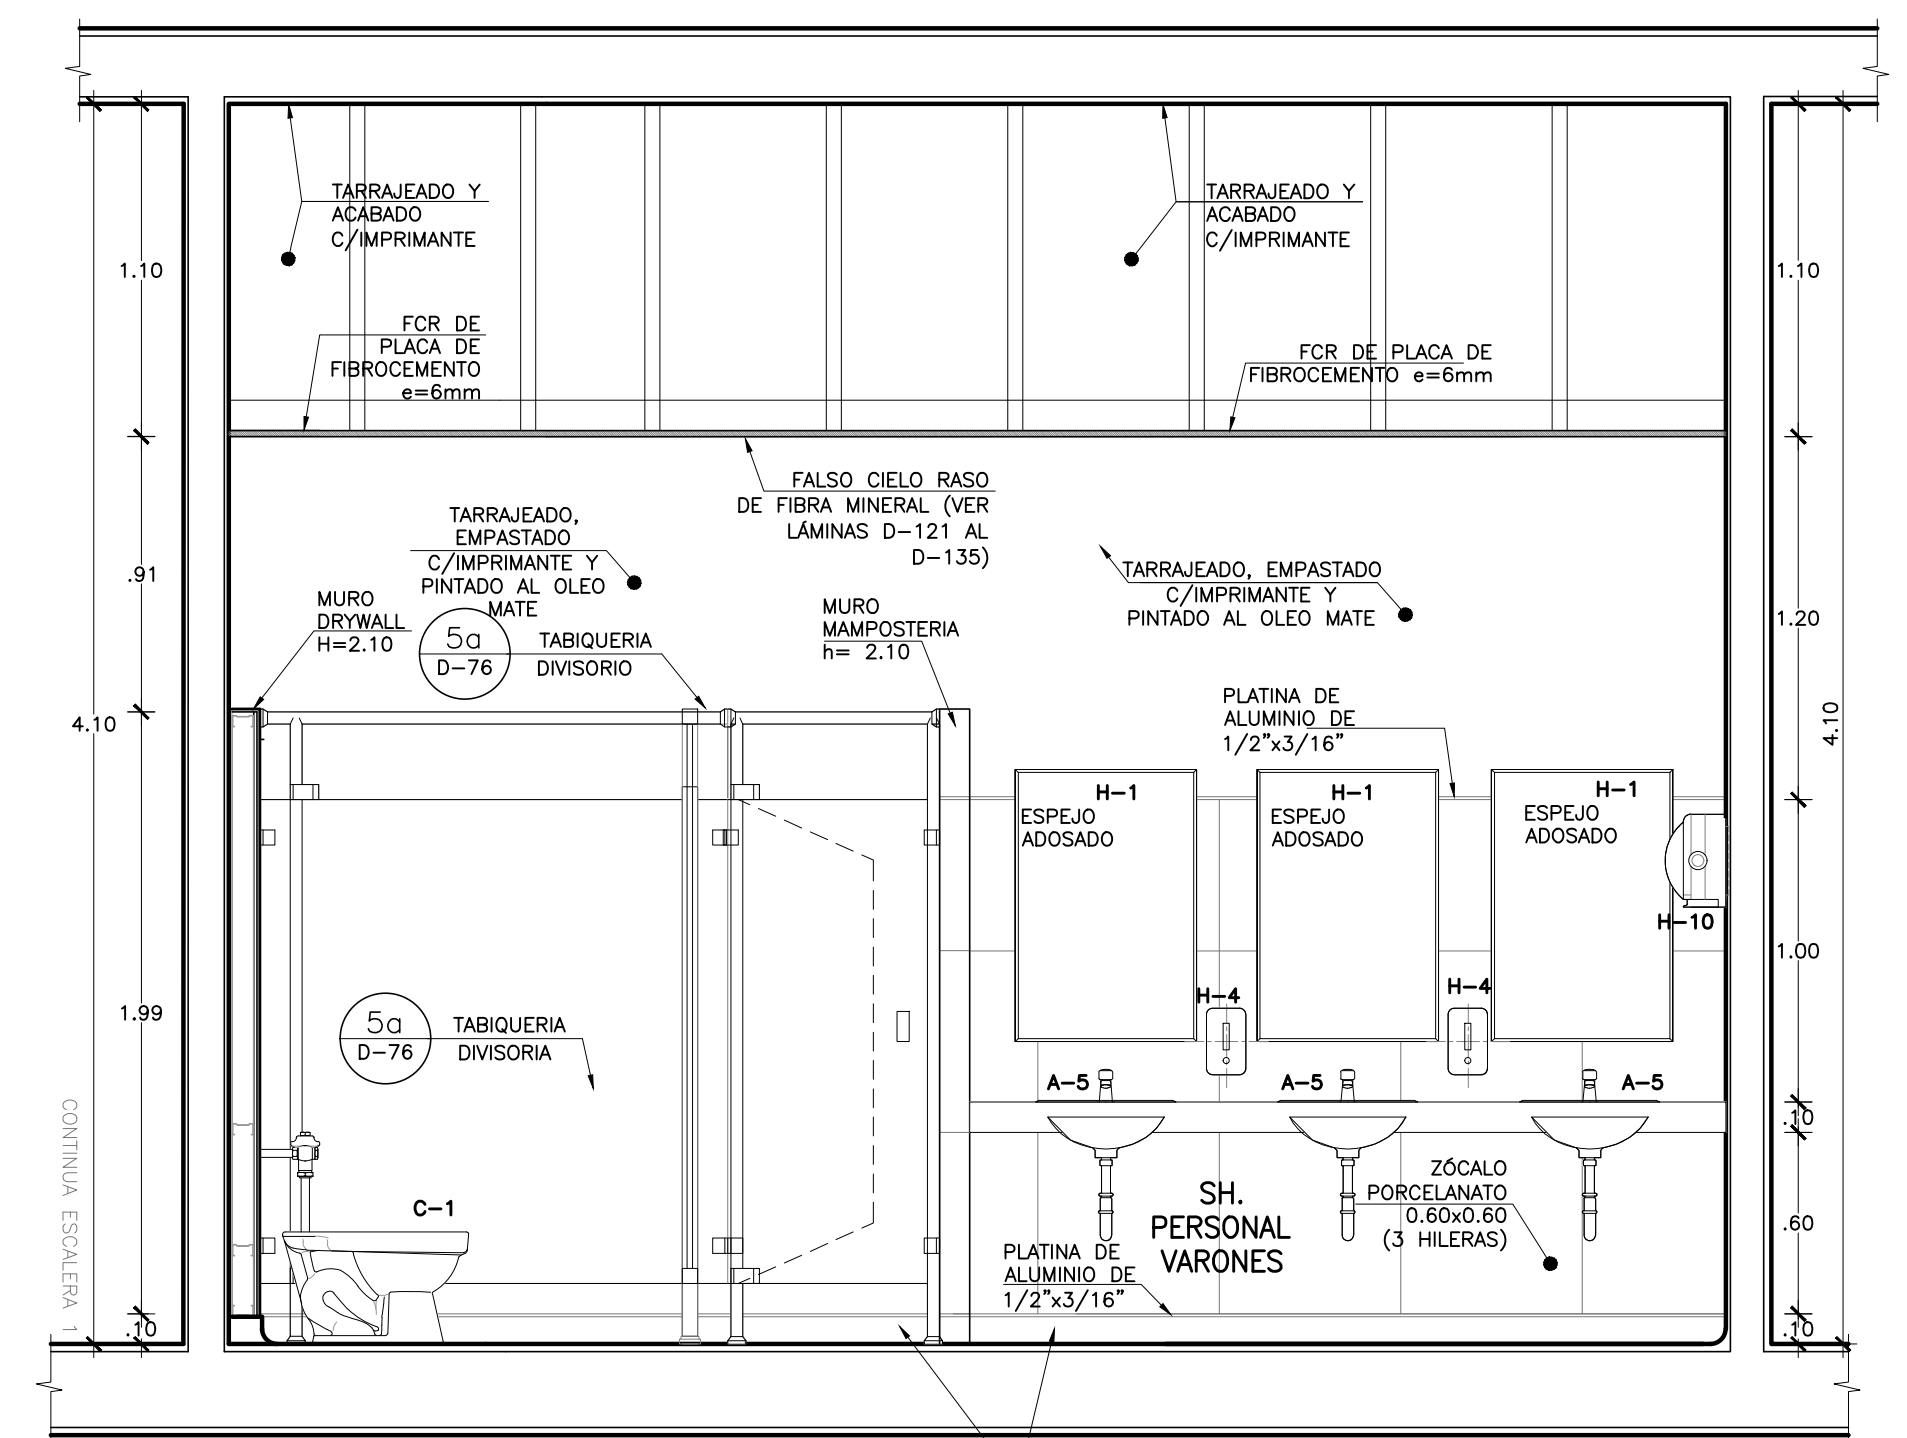 TARRAJEADO Y
ACABADO
C/IMPRIMANTE
TARRAJEADO Y
ACABADO
C/IMPRIMANTE
1.10
1.10
FCR DE
PLACA DE
FIBROCEMENTO
e=6mm
FCR DE PLACA DE
FIBROCEMENTO e=6mm
FALSO CIELO RASO
DE FIBRA MINERAL (VER
LÁMINAS D-121 AL
D-135)
TARRAJEADO,
EMPASTADO
C/IMPRIMANTE Y
PINTADO AL OLEO
MATE
TARRAJEADO, EMPASTADO
C/IMPRIMANTE Y
PINTADO AL OLEO MATE
.91
1.20
MURO
DRYWALL
H=2.10
5a
D-76
TABIQUERIA
DIVISORIO
MURO
MAMPOSTERIA
h= 2.10
4.10
4.10
PLATINA DE
ALUMINIO DE
1/2"x3/16"
H-1
ESPEJO
ADOSADO
H-1
ESPEJO
ADOSADO
H-1
ESPEJO
ADOSADO
H-10
1.00
H-4
H-4
1.99
5a
D-76
TABIQUERIA
DIVISORIA
A-5
A-5
A-5
.10
CONTINUA ESCALERA 1
C-1
SH.
PERSONAL
VARONES
ZÓCALO
PORCELANATO
0.60x0.60
(3 HILERAS)
.60
PLATINA DE
ALUMINIO DE
1/2"x3/16"
.10
.10